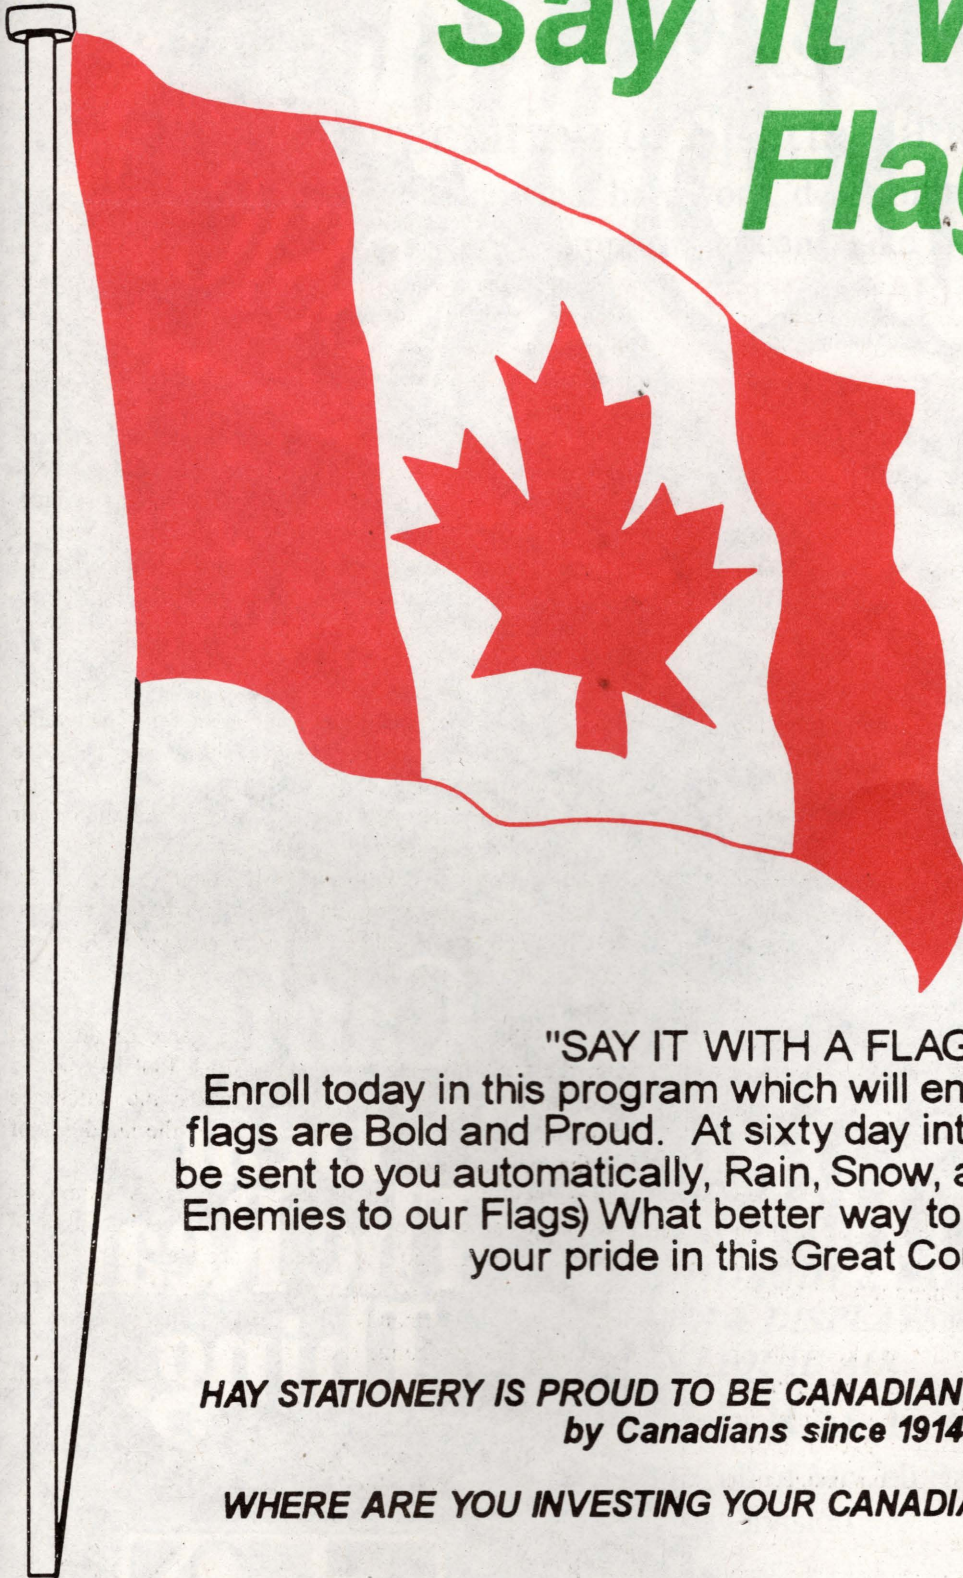 Say it
Flag
"SAY IT WITH A FLAG
Enroll today in this program which will en
flags are Bold and Proud. At sixty day int
be sent to you automatically, Rain, Snow, a
Enemies to our Flags) What better way to
your pride in this Great Co
HAY STATIONERY IS PROUD TO BE CANADIAN,
by Canadians since 1914
WHERE ARE YOU INVESTING YOUR CANADIA